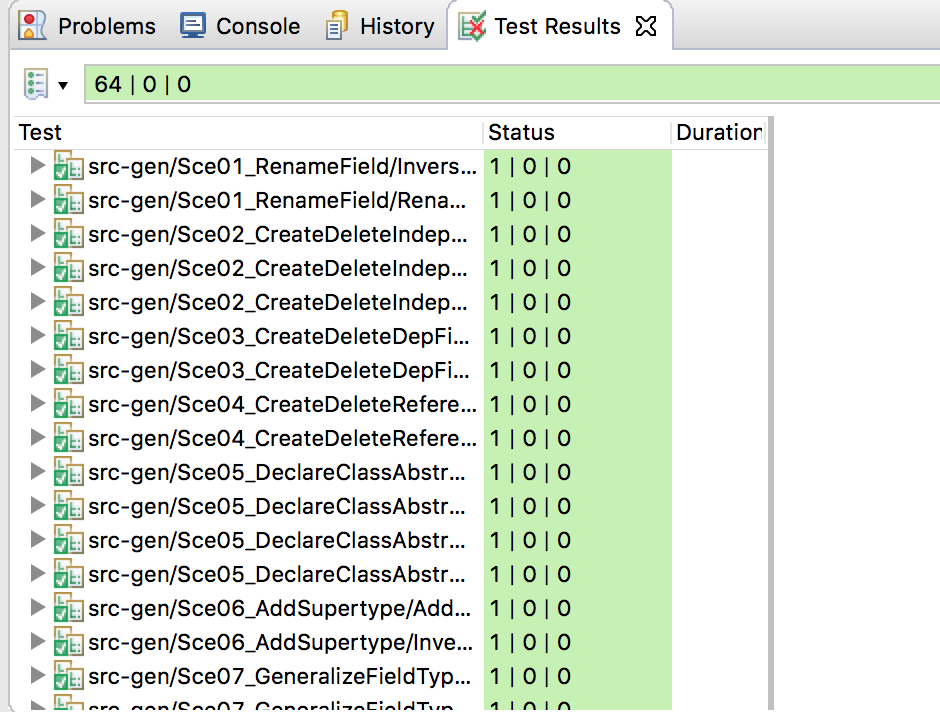 Problems Console History Test Results
64 | 0 | 0
Test Status Duration
src-gen/Sce01_RenameField/Invers... 1 | 0 | 0
src-gen/Sce01_RenameField/Rena... 1 | 0 | 0
src-gen/Sce02_CreateDeleteIndep... 1 | 0 | 0
src-gen/Sce02_CreateDeleteIndep... 1 | 0 | 0
src-gen/Sce02_CreateDeleteIndep... 1 | 0 | 0
src-gen/Sce03_CreateDeleteDepFi... 1 | 0 | 0
src-gen/Sce03_CreateDeleteDepFi... 1 | 0 | 0
src-gen/Sce04_CreateDeleteRefere... 1 | 0 | 0
src-gen/Sce04_CreateDeleteRefere... 1 | 0 | 0
src-gen/Sce05_DeclareClassAbstr... 1 | 0 | 0
src-gen/Sce05_DeclareClassAbstr... 1 | 0 | 0
src-gen/Sce05_DeclareClassAbstr... 1 | 0 | 0
src-gen/Sce05_DeclareClassAbstr... 1 | 0 | 0
src-gen/Sce06_AddSupertype/Add... 1 | 0 | 0
src-gen/Sce06_AddSupertype/Inve... 1 | 0 | 0
src-gen/Sce07_GeneralizeFieldTyp... 1 | 0 | 0
src-gen/Sce07_GeneralizeFieldTyp... 1 | 0 | 0